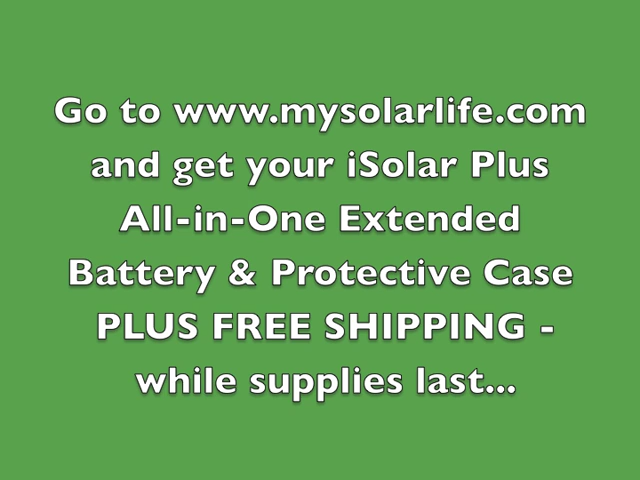 Go to www.mysolarlife.com
and get your iSolar Plus
All-in-One Extended
Battery & Protective Case
PLUS FREE SHIPPING -
while supplies last...